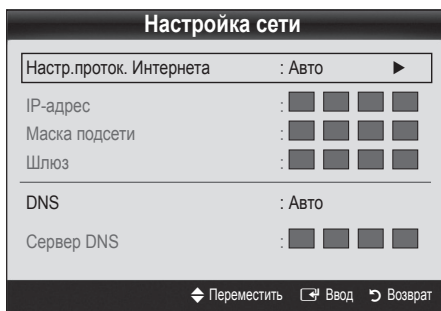 Настройка сети
Настр.проток. Интернета : Авто ►
IP-адрес :
Маска подсети :
Шлюз :
DNS : Авто
Сервер DNS :
Переместить Ввод Возврат